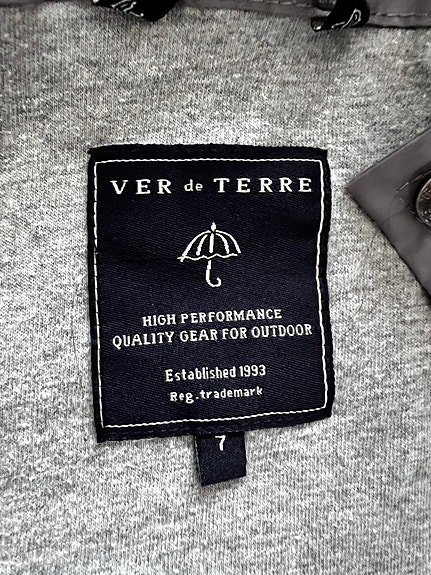 VER de TERRE
HIGH PERFORMANCE
QUALITY GEAR FOR OUTDOOR
Established 1993
Reg. trademark
7